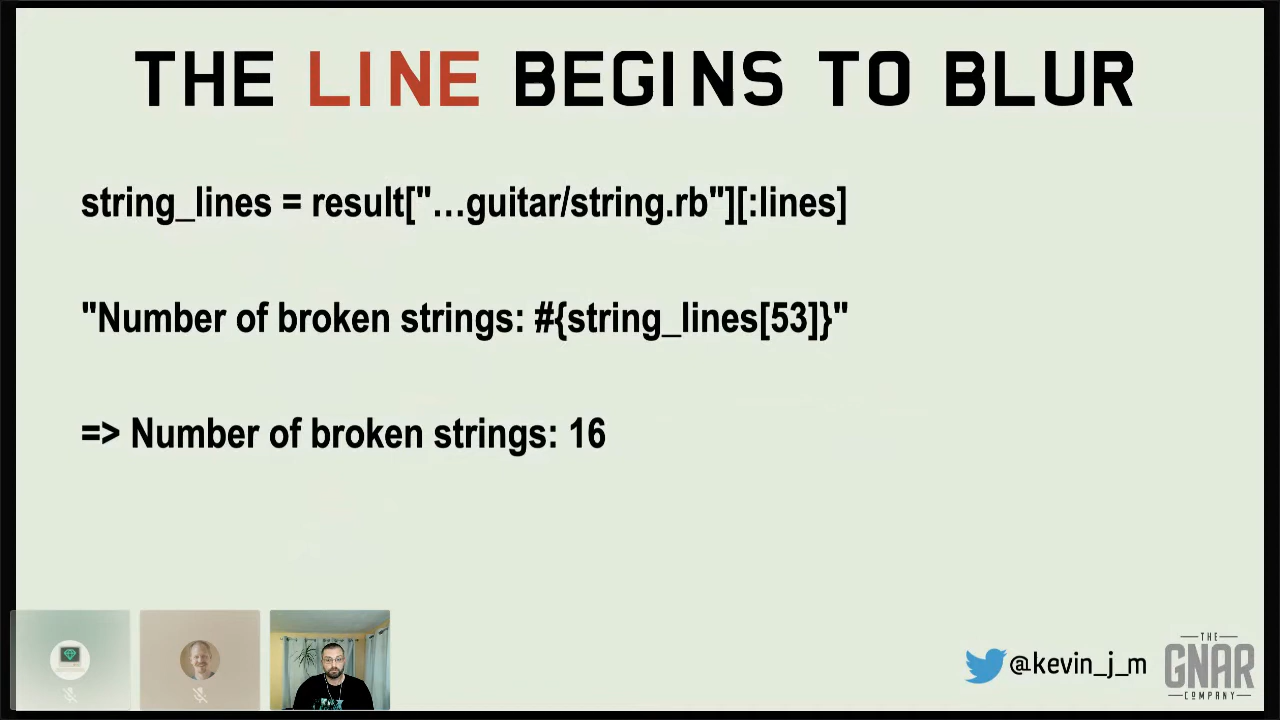 THE LINE BEGINS TO BLUR
string_lines = result["…guitar/string.rb"][:lines]
"Number of broken strings: #{string_lines[53]}"
=> Number of broken strings: 16
@kevin_j_m
THE
GNAR
COMPANY